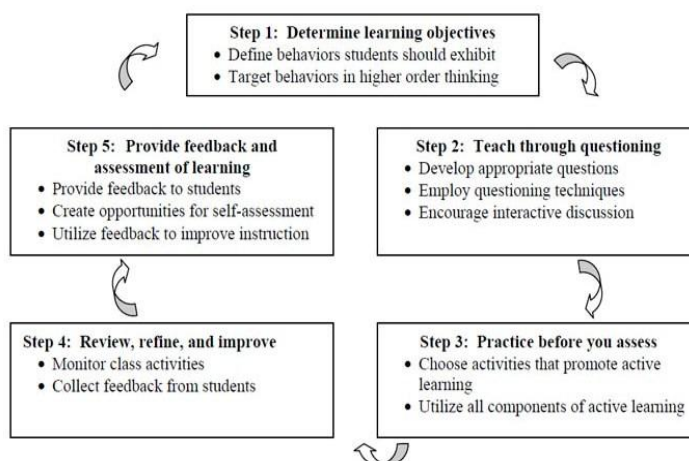 Step 1: Determine learning objectives
• Define behaviors students should exhibit
• Target behaviors in higher order thinking
Step 2: Teach through questioning
• Develop appropriate questions
• Employ questioning techniques
• Encourage interactive discussion
Step 3: Practice before you assess
• Choose activities that promote active
learning
• Utilize all components of active learning
Step 4: Review, refine, and improve
• Monitor class activities
• Collect feedback from students
Step 5: Provide feedback and
assessment of learning
• Provide feedback to students
• Create opportunities for self-assessment
• Utilize feedback to improve instruction